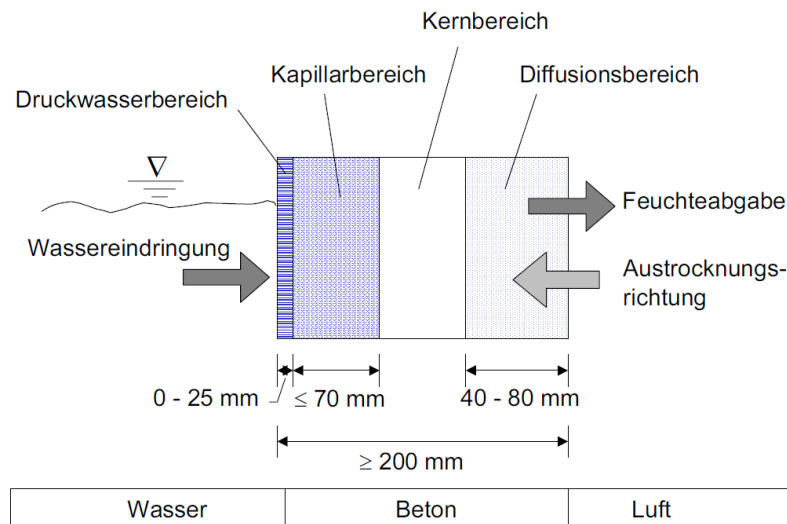 Kernbereich
Kapillarbereich
Diffusionsbereich
Druckwasserbereich
Feuchteabgabe
Wassereindringung
Austrocknungs-
richtung
0 - 25 mm
≤ 70 mm
40 - 80 mm
≥ 200 mm
Wasser
Beton
Luft